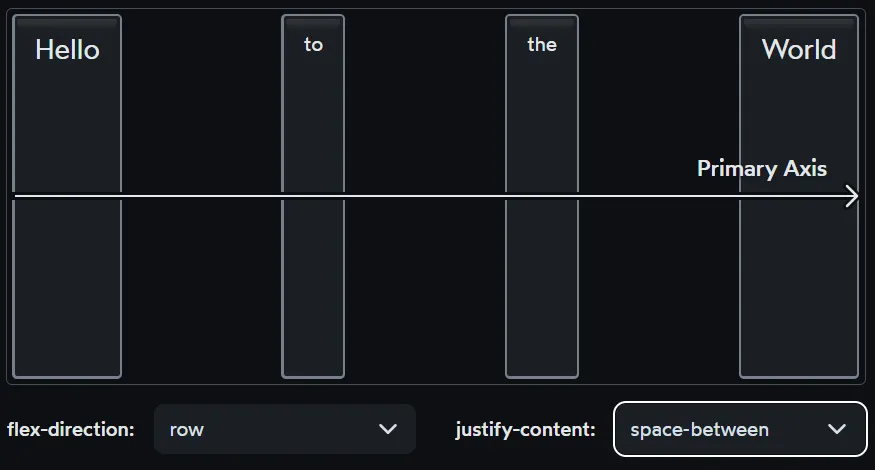 Hello to the World
Primary Axis
flex-direction: row justify-content: space-between